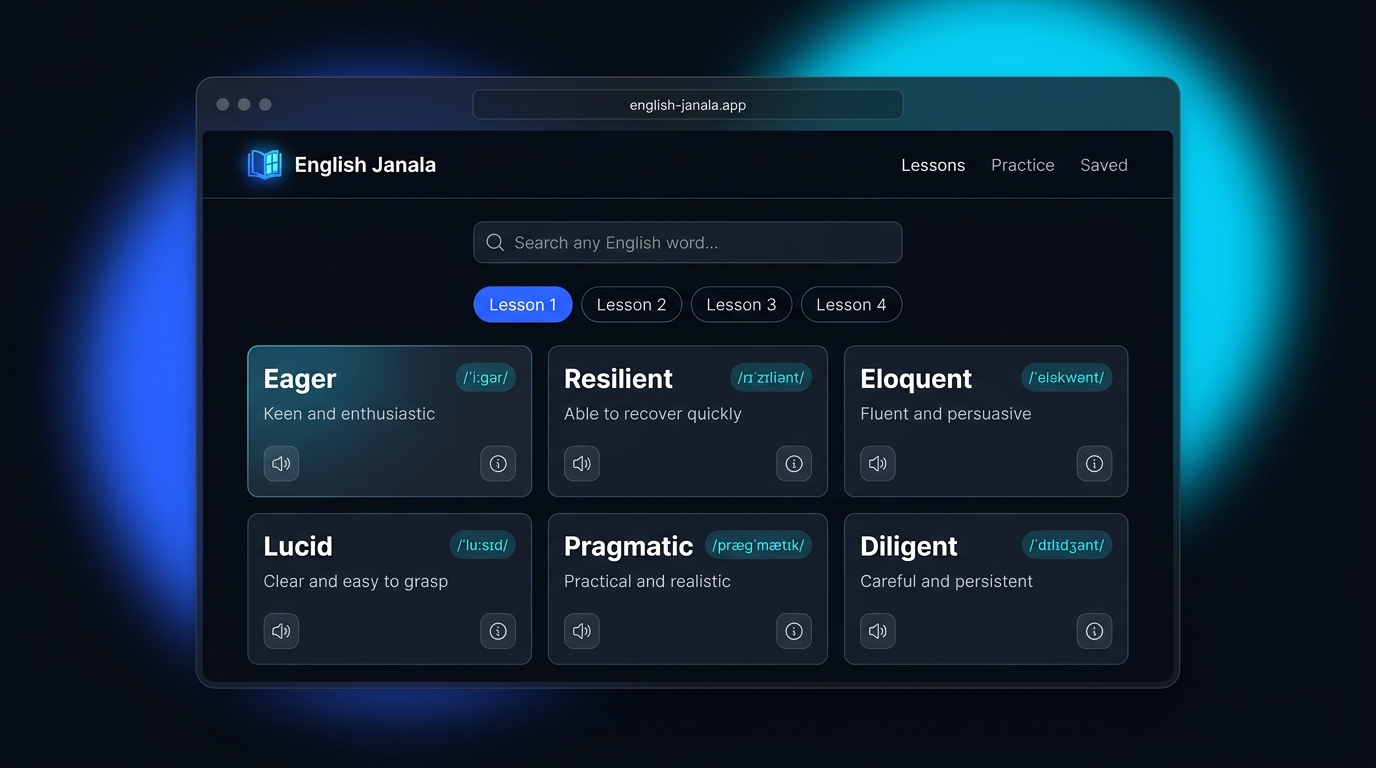 english-janala.app
English Janala
Lessons Practice Saved
Search any English word...
Lesson 1 Lesson 2 Lesson 3 Lesson 4
Eager /ˈiːgər/
Keen and enthusiastic
Resilient /rɪˈzɪliənt/
Able to recover quickly
Eloquent /ˈeləkwənt/
Fluent and persuasive
Lucid /ˈluːsɪd/
Clear and easy to grasp
Pragmatic /prægˈmætɪk/
Practical and realistic
Diligent /ˈdɪlɪdʒənt/
Careful and persistent